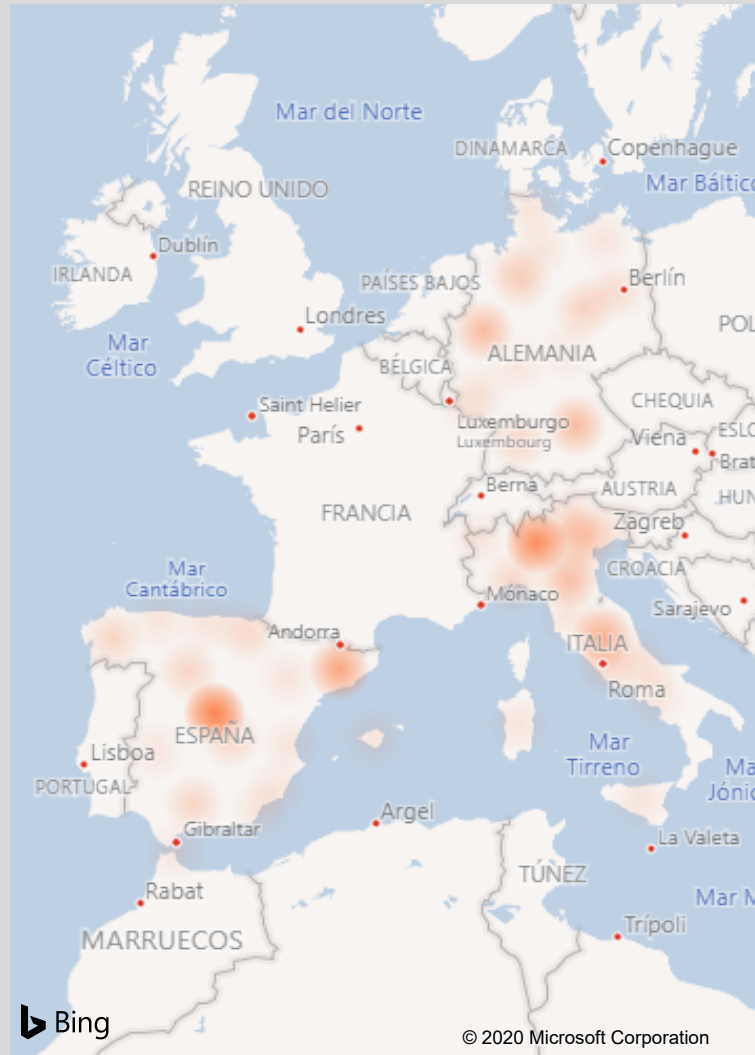 Mar del Norte
DINAMARCA
Copenhague
REINO UNIDO
Mar Báltico
Dublín
IRLANDA
PAÍSES BAJOS
Berlín
Londres
POL
Mar
Céltico
ALEMANIA
BÉLGICA
CHEQUIA
Saint Helier
París
Luxemburgo
Luxembourg
Viena
ESLO
Brat
Berna
AUSTRIA
HUN
FRANCIA
Zagreb
CROACIA
Mar
Cantábrico
Mónaco
Sarajevo
Andorra
ITALIA
Roma
ESPAÑA
Lisboa
PORTUGAL
Mar
Tirreno
Ma
Jónic
Argel
Gibraltar
La Valeta
TÚNEZ
Rabat
Mar M
Trípoli
MARRUECOS
Bing
© 2020 Microsoft Corporation